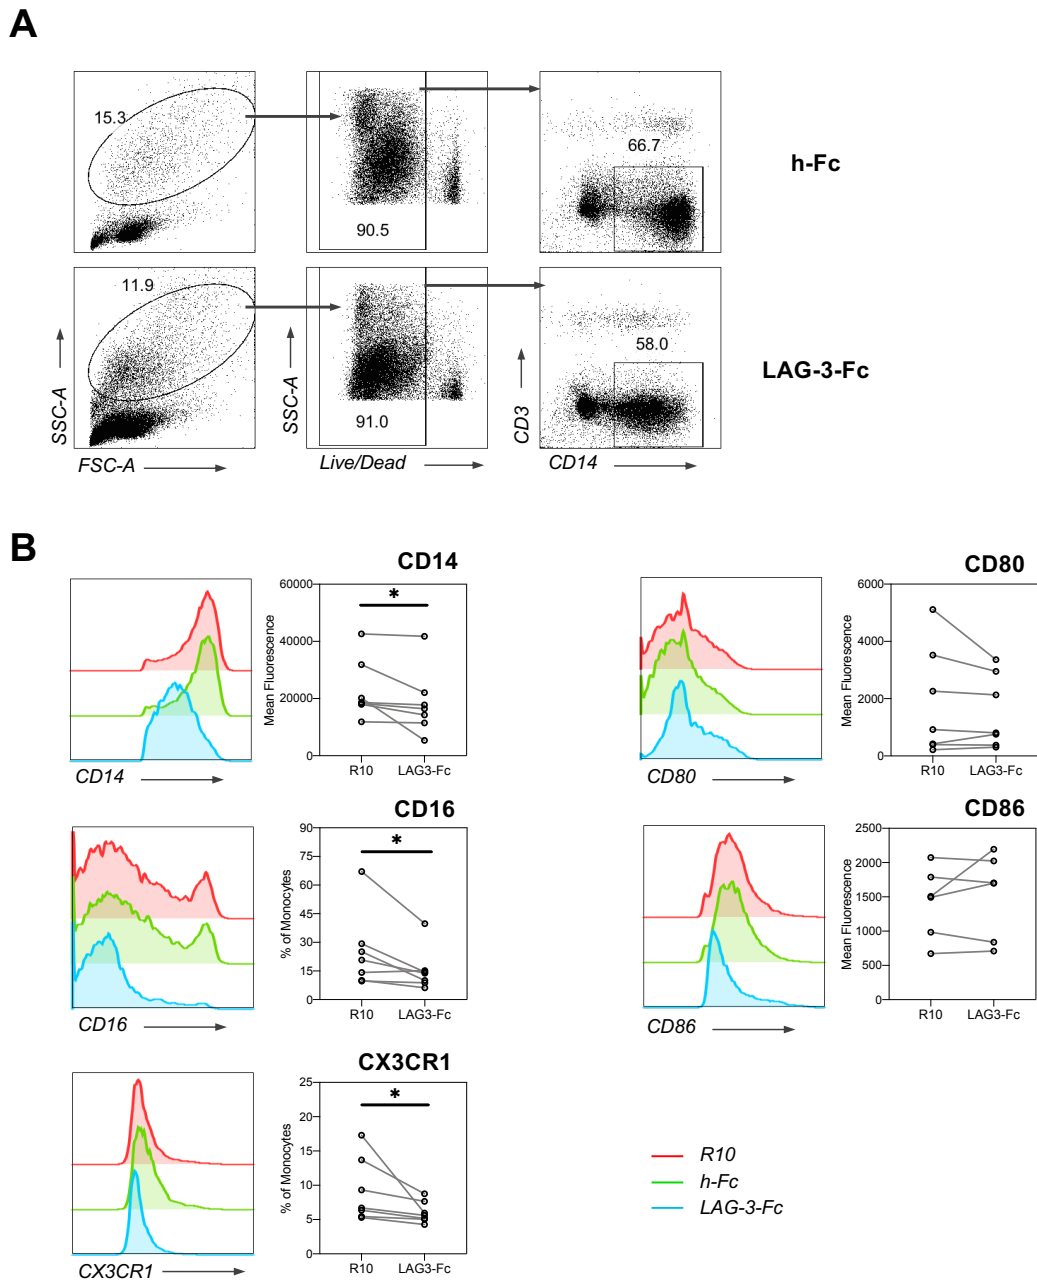 A
15.3
90.5
66.7
h-Fc
11.9
91.0
58.0
LAG-3-Fc
SSC-A
SSC-A
CD3
FSC-A
Live/Dead
CD14
B
CD14
60000
40000
20000
0
Mean Fluorescence
*
R10
LAG3-Fc
CD14
CD80
6000
4000
2000
0
Mean Fluorescence
R10
LAG3-Fc
CD80
CD16
90
75
60
45
30
15
0
% of Monocytes
*
R10
LAG3-Fc
CD16
CD86
2500
2000
1500
1000
500
0
Mean Fluorescence
R10
LAG3-Fc
CD86
CX3CR1
25
20
15
10
5
0
% of Monocytes
*
R10
LAG3-Fc
CX3CR1
R10
h-Fc
LAG-3-Fc